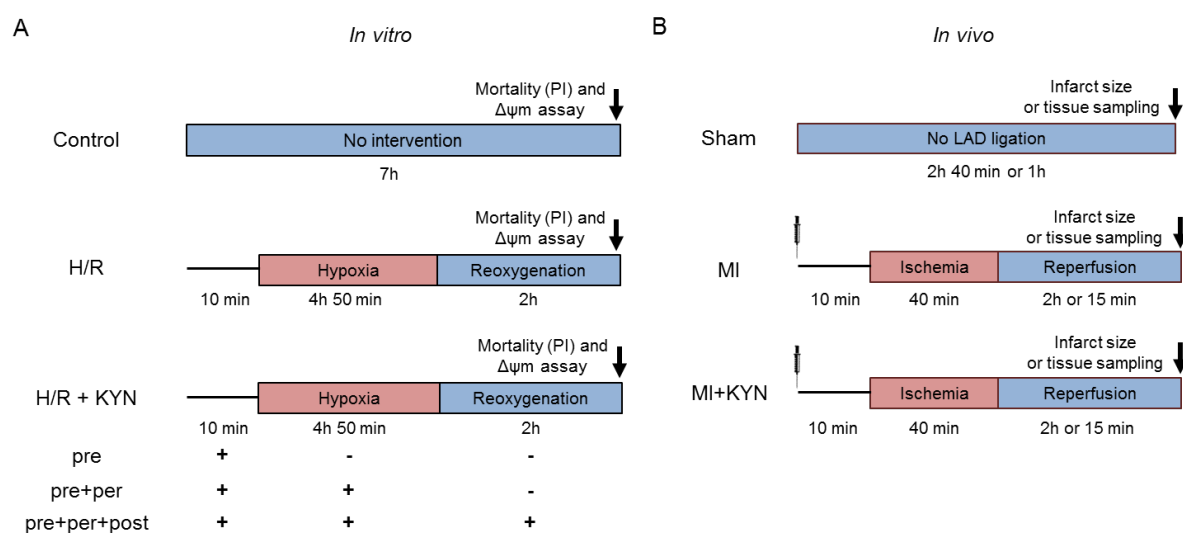 A
In vitro
Mortality (PI) and
Δψm assay
Control
No intervention
7h
Mortality (PI) and
Δψm assay
H/R
Hypoxia
Reoxygenation
10 min
4h 50 min
2h
Mortality (PI) and
Δψm assay
H/R + KYN
Hypoxia
Reoxygenation
10 min
4h 50 min
2h
pre + - -
pre+per + + -
pre+per+post + + +
B
In vivo
Infarct size
or tissue sampling
Sham
No LAD ligation
2h 40 min or 1h
Infarct size
or tissue sampling
MI
Ischemia
Reperfusion
10 min
40 min
2h or 15 min
Infarct size
or tissue sampling
MI+KYN
Ischemia
Reperfusion
10 min
40 min
2h or 15 min